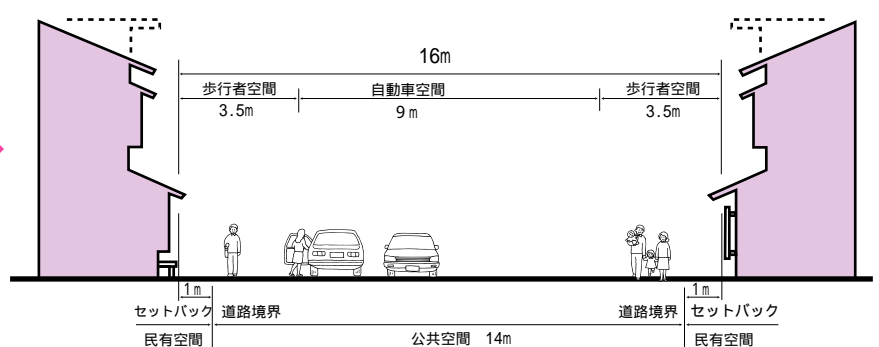 16m
歩行者空間 自動車空間 歩行者空間
3.5m 9m 3.5m
1m 1m
セットバック 道路境界 道路境界 セットバック
民有空間 公共空間 14m 民有空間